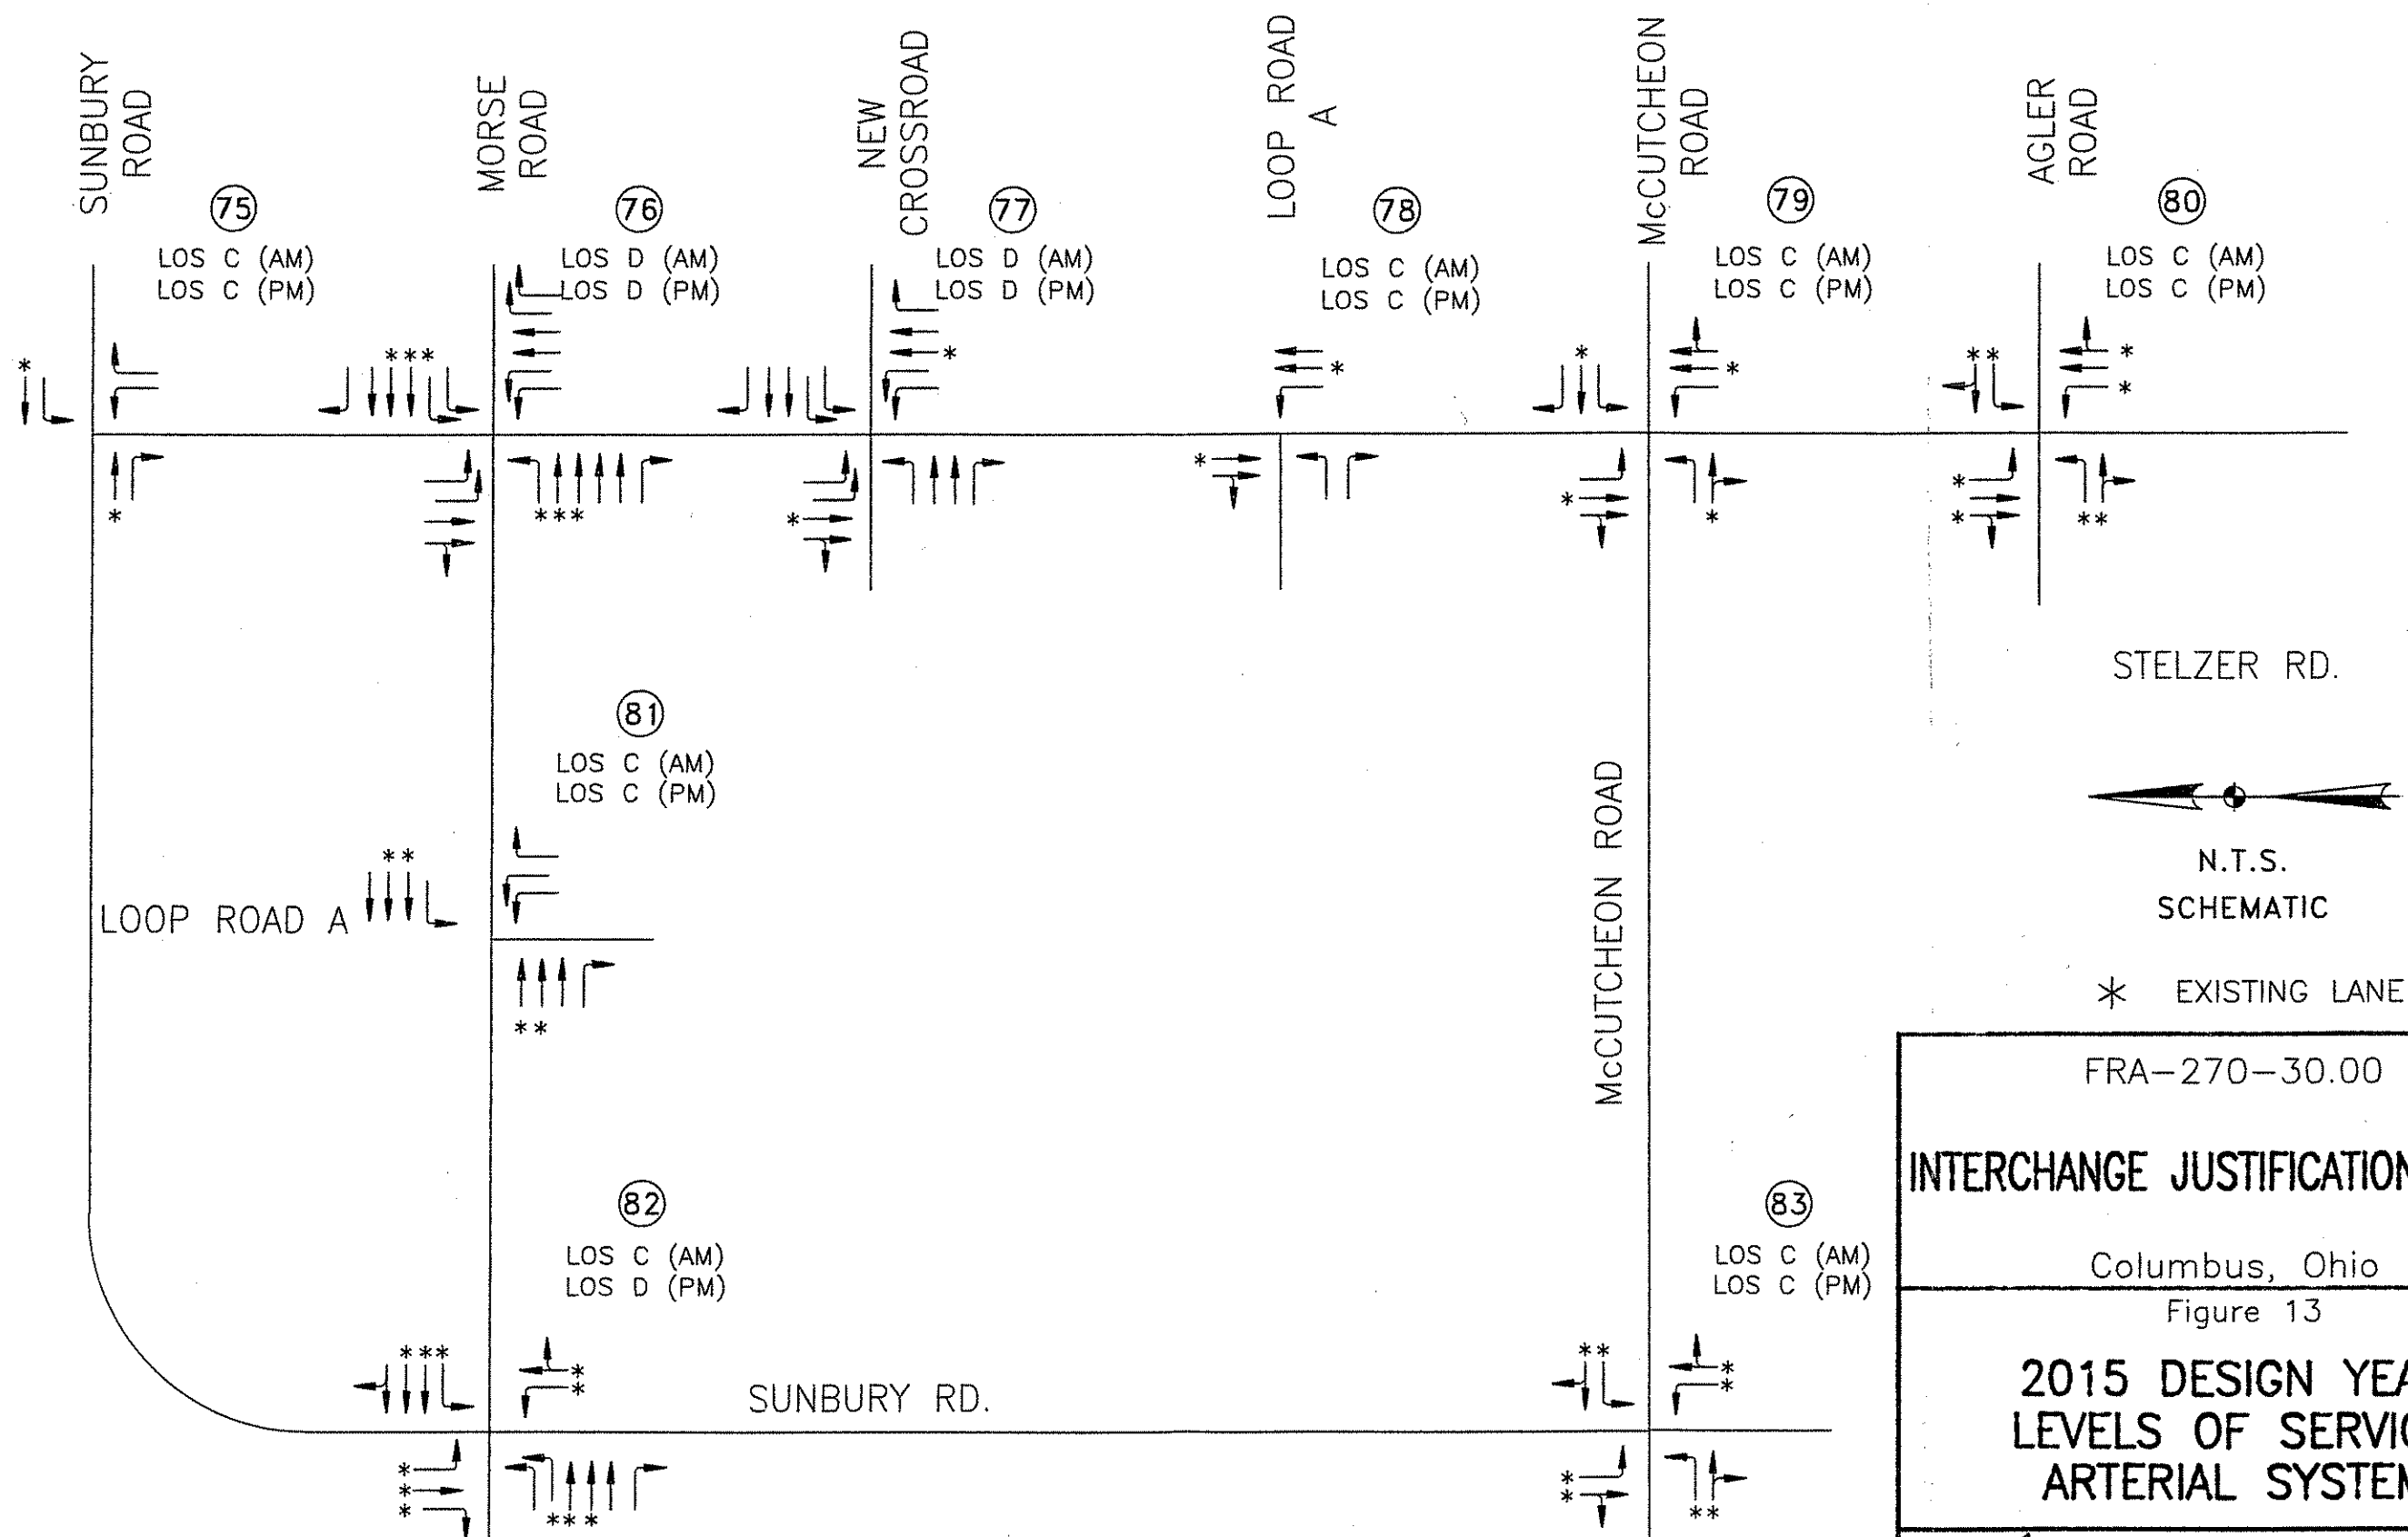 SUNBURY
ROAD
MORSE
ROAD
NEW
CROSSROAD
LOOP ROAD
A
McCUTCHEON
ROAD
AGLER
ROAD
75
LOS C (AM)
LOS C (PM)
76
LOS D (AM)
LOS D (PM)
77
LOS D (AM)
LOS D (PM)
78
LOS C (AM)
LOS C (PM)
79
LOS C (AM)
LOS C (PM)
80
LOS C (AM)
LOS C (PM)
STELZER RD.
81
LOS C (AM)
LOS C (PM)
LOOP ROAD A
McCUTCHEON ROAD
N.T.S.
SCHEMATIC
* EXISTING LANE
82
LOS C (AM)
LOS D (PM)
83
LOS C (AM)
LOS C (PM)
SUNBURY RD.
FRA-270-30.00
INTERCHANGE JUSTIFICATION
Columbus, Ohio
Figure 13
2015 DESIGN YEA
LEVELS OF SERVIC
ARTERIAL SYSTEM